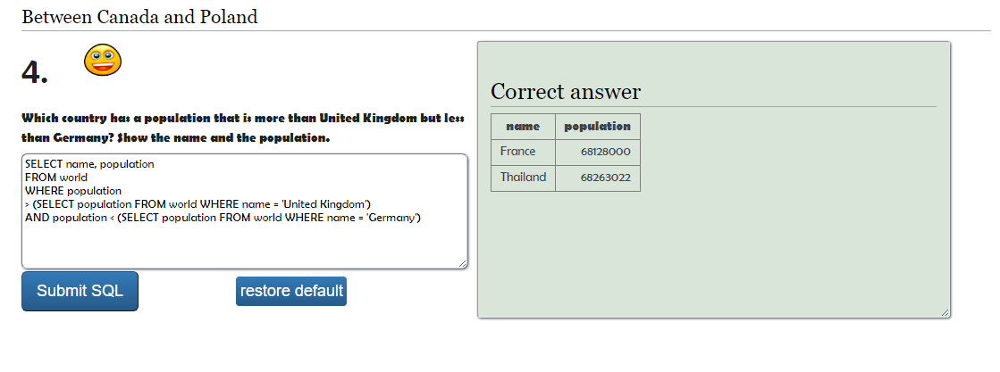 Between Canada and Poland
4.
Which country has a population that is more than United Kingdom but less
than Germany? Show the name and the population.
SELECT name, population
FROM world
WHERE population
> (SELECT population FROM world WHERE name = 'United Kingdom')
AND population < (SELECT population FROM world WHERE name = 'Germany')
Submit SQL
restore default
Correct answer
name population
France 68128000
Thailand 68263022